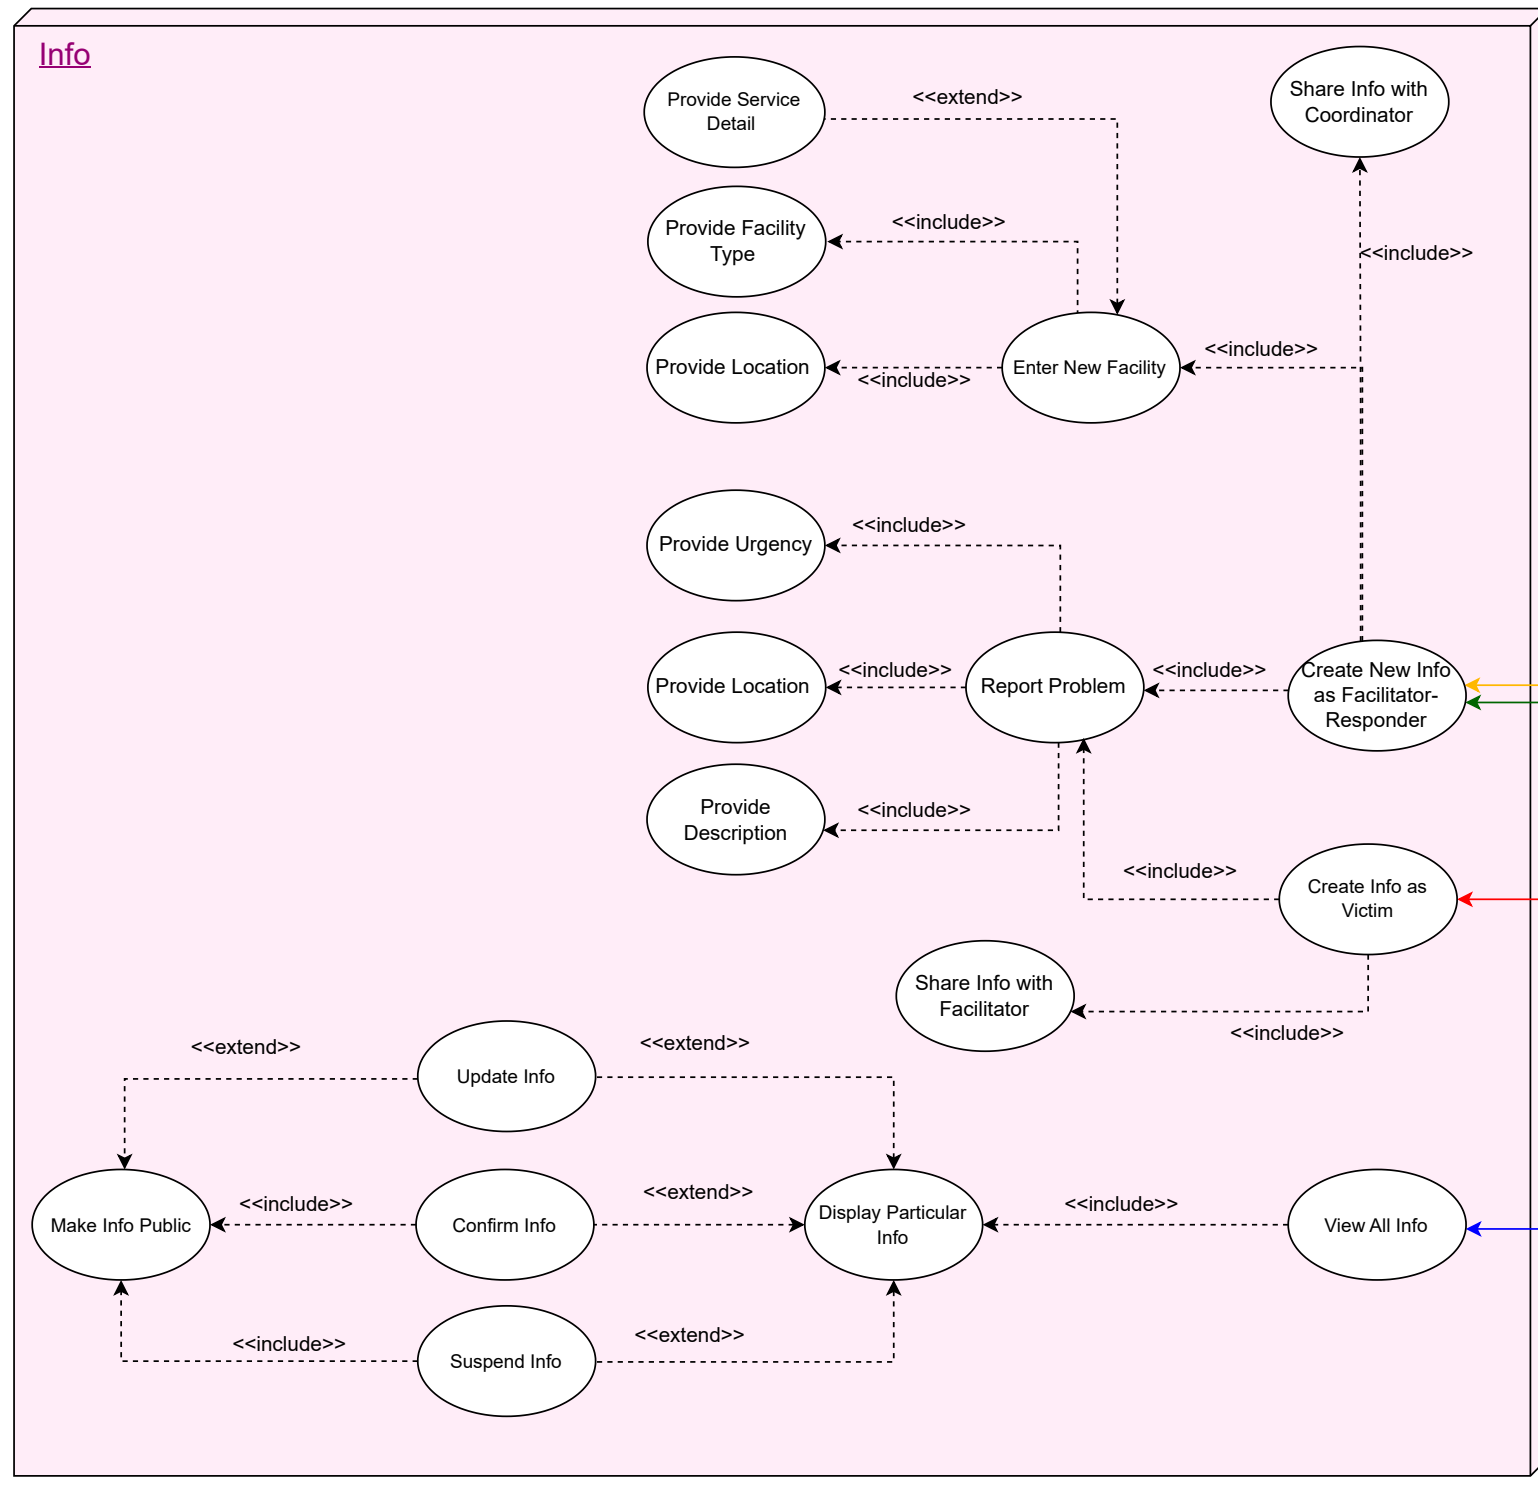 Info
Provide Service
Detail
<<extend>>
Share Info with
Coordinator
Provide Facility
Type
<<include>>
<<include>>
Provide Location
<<include>>
Enter New Facility
<<include>>
Provide Urgency
<<include>>
Provide Location
<<include>>
Report Problem
<<include>>
Create New Info
as Facilitator-
Responder
Provide
Description
<<include>>
<<include>>
Create Info as
Victim
Share Info with
Facilitator
<<include>>
<<extend>>
Update Info
<<extend>>
Make Info Public
<<include>>
Confirm Info
<<extend>>
Display Particular
Info
<<include>>
View All Info
<<include>>
Suspend Info
<<extend>>